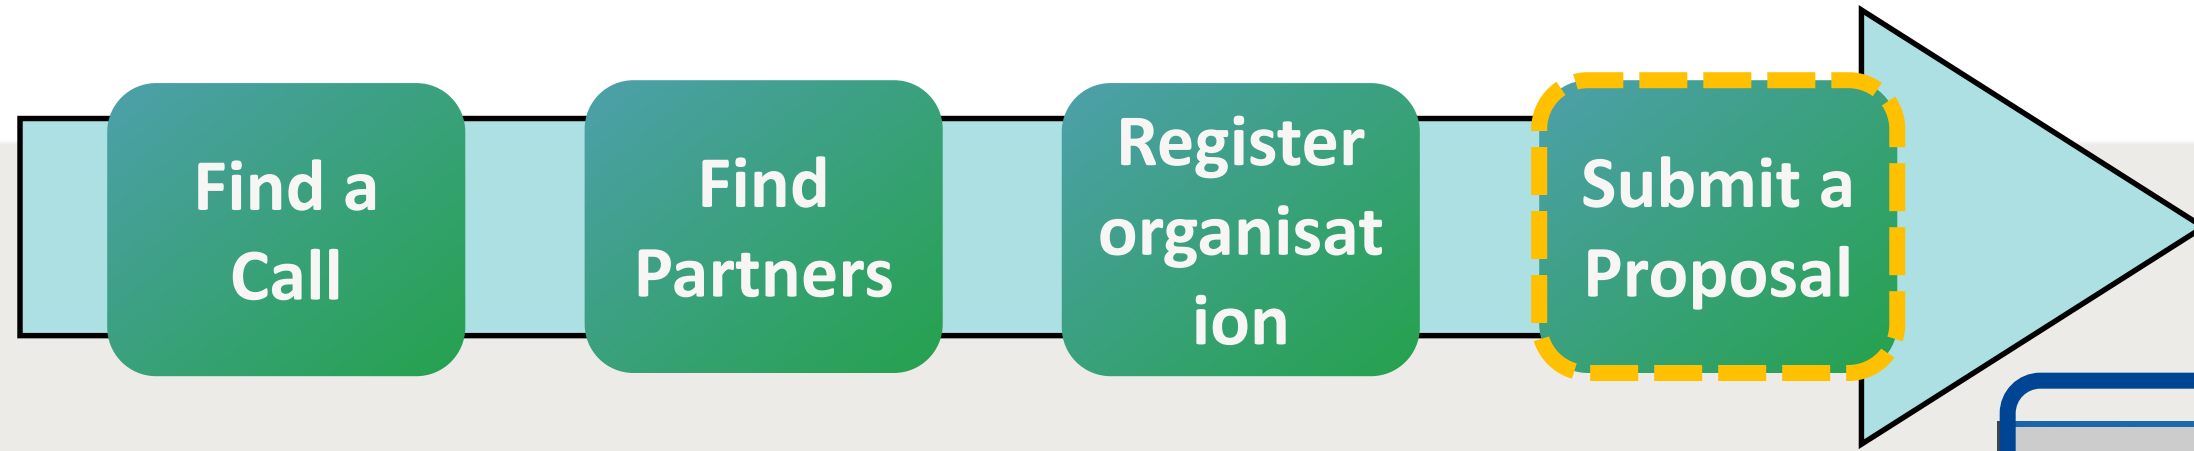 Find a
Call
Find
Partners
Register
organisat
ion
Submit a
Proposal